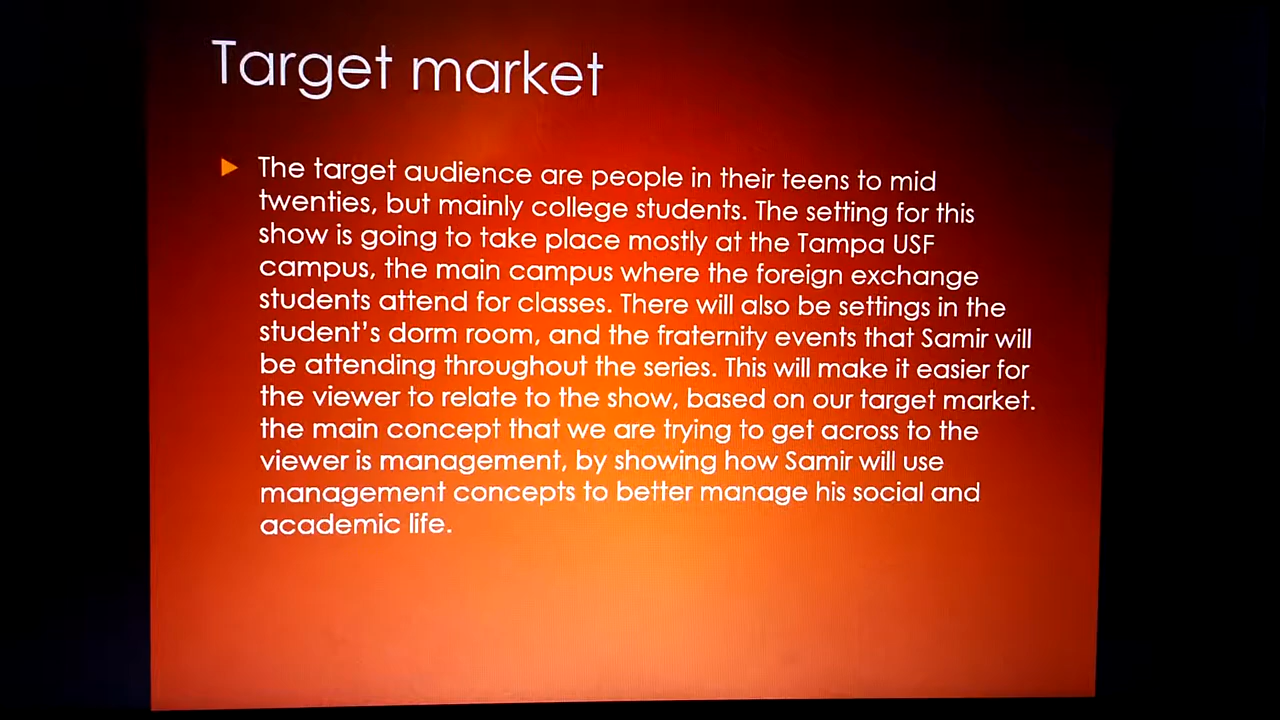 Target market
The target audience are people in their teens to mid
twenties, but mainly college students. The setting for this
show is going to take place mostly at the Tampa USF
campus, the main campus where the foreign exchange
students attend for classes. There will also be settings in the
student's dorm room, and the fraternity events that Samir will
be attending throughout the series. This will make it easier for
the viewer to relate to the show, based on our target market.
the main concept that we are trying to get across to the
viewer is management, by showing how Samir will use
management concepts to better manage his social and
academic life.